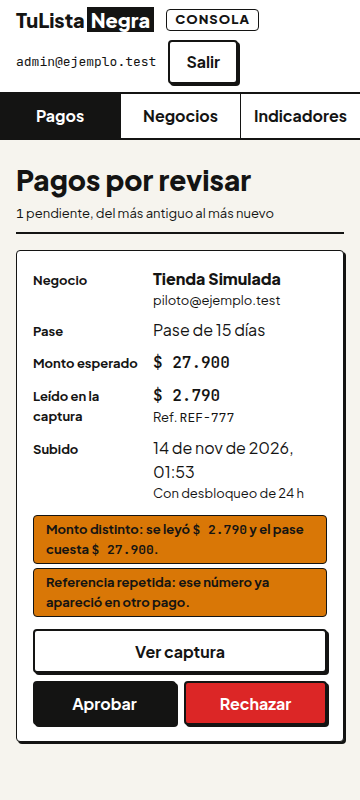 TuLista Negra CONSOLA
admin@ejemplo.test Salir
Pagos Negocios Indicadores
Pagos por revisar
1 pendiente, del más antiguo al más nuevo
Negocio Tienda Simulada
piloto@ejemplo.test
Pase Pase de 15 días
Monto esperado $ 27.900
Leído en la captura $ 2.790
Ref. REF-777
Subido 14 de nov de 2026,
01:53
Con desbloqueo de 24 h
Monto distinto: se leyó $ 2.790 y el pase
cuesta $ 27.900.
Referencia repetida: ese número ya
apareció en otro pago.
Ver captura
Aprobar Rechazar